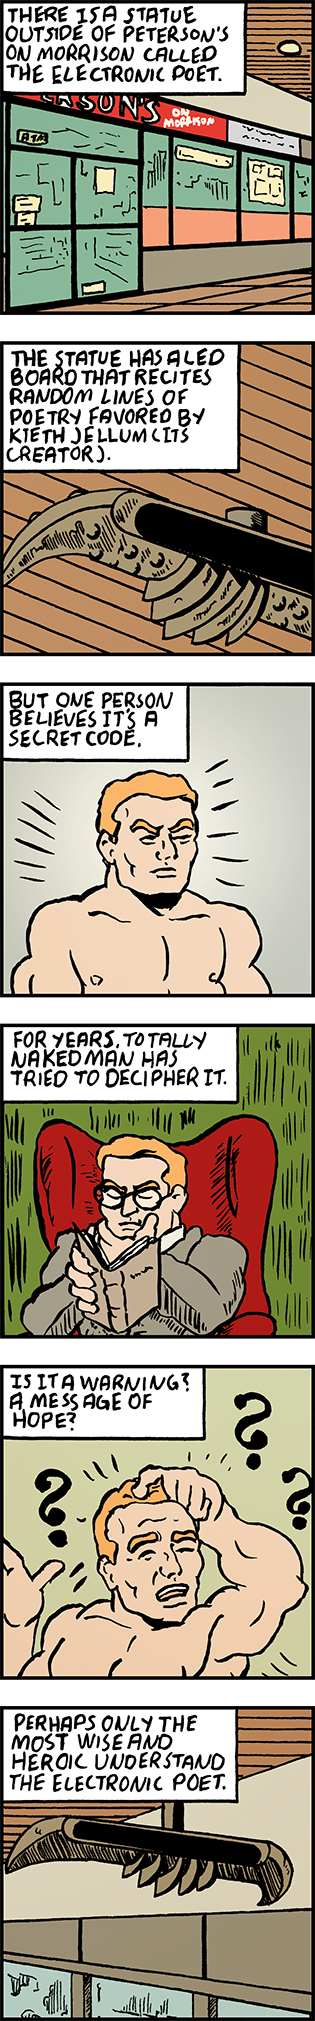 THERE IS A STATUE
OUTSIDE OF PETERSON'S
ON MORRISON CALLED
THE ELECTRONIC POET.
ERSON'S
ON
MORRISON
ATM
THE STATUE HAS A LED
BOARD THAT RECITES
RANDOM LINES OF
POETRY FAVORED BY
KIETH JELLUM (ITS
CREATOR).
BUT ONE PERSON
BELIEVES IT'S A
SECRET CODE.
FOR YEARS, TOTALLY
NAKED MAN HAS
TRIED TO DECIPHER IT.
IS IT A WARNING?
A MESSAGE OF
HOPE?
?
?
?
PERHAPS ONLY THE
MOST WISE AND
HEROIC UNDERSTAND
THE ELECTRONIC POET.